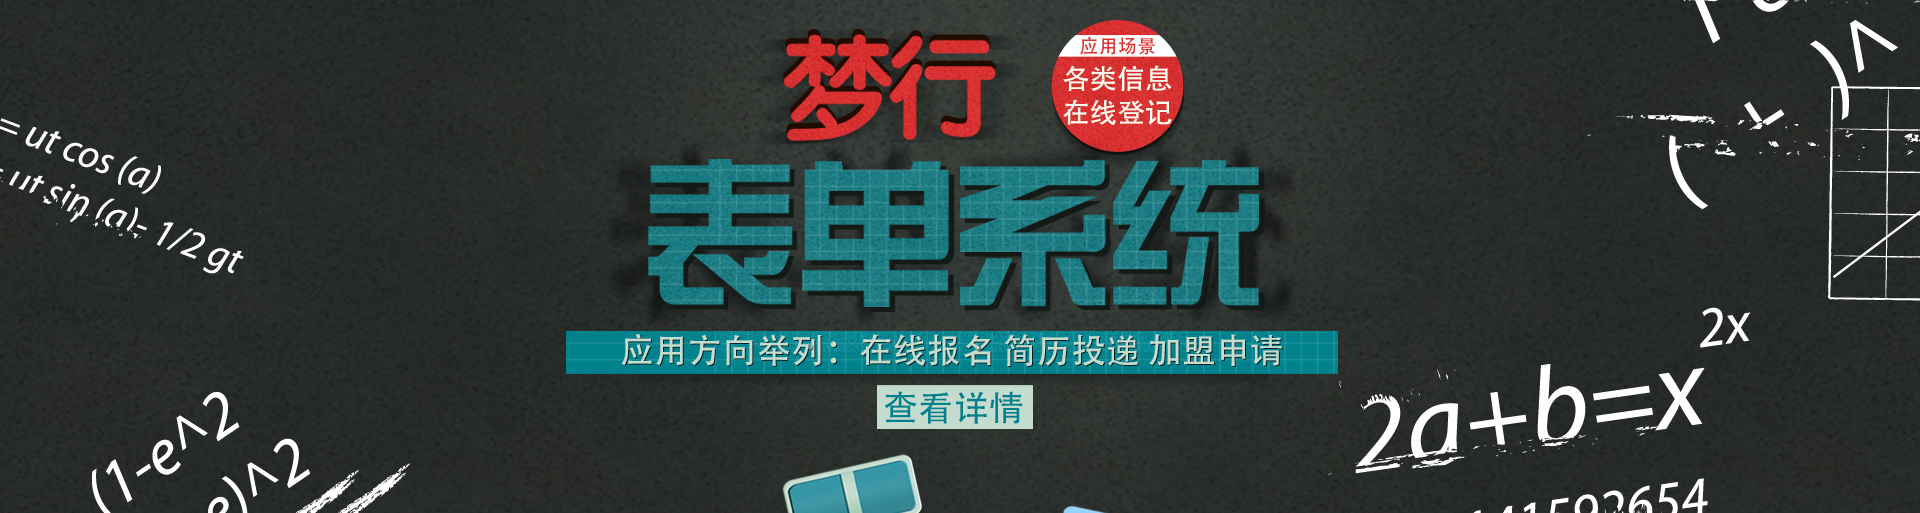 梦行
应用场景
各类信息
在线登记
表单系统
应用方向举列：在线报名 简历投递 加盟申请
查看详情
= ut cos (a)
ut sin (a)- 1/2 gt
(1-e^2
e)^2
2x
2a+b=x
41592654